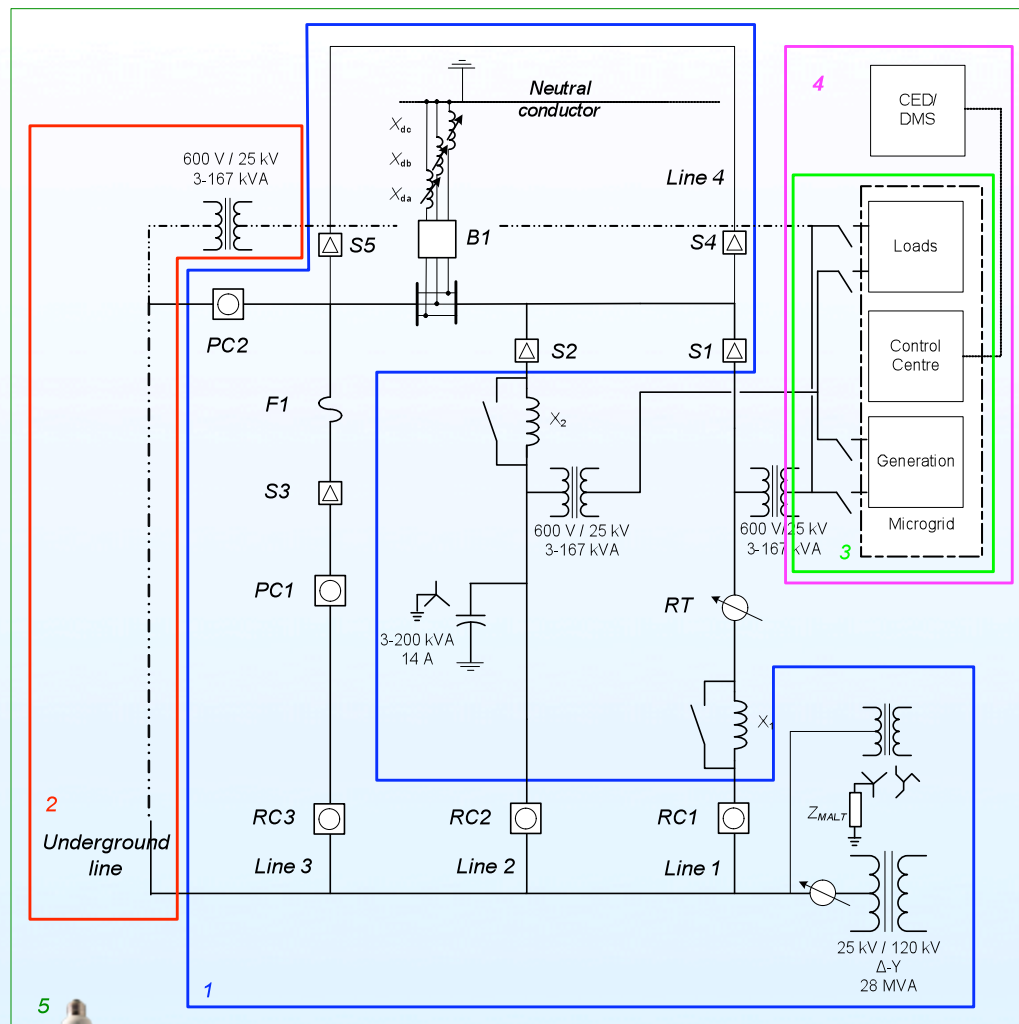 4
CED/
DMS
Neutral
conductor
Xdc
Xdb
Xda
Line 4
600 V / 25 kV
3-167 kVA
S5
B1
S4
Loads
PC2
S2
S1
Control
Centre
F1
X2
Generation
S3
Microgrid
600 V / 25 kV
3-167 kVA
600 V/ 25 kV
3-167 kVA
3
PC1
RT
3-200 kVA
14 A
X1
2
Underground
line
RC3
RC2
RC1
ZMALT
Line 3
Line 2
Line 1
25 kV / 120 kV
Δ-Y
28 MVA
1
5